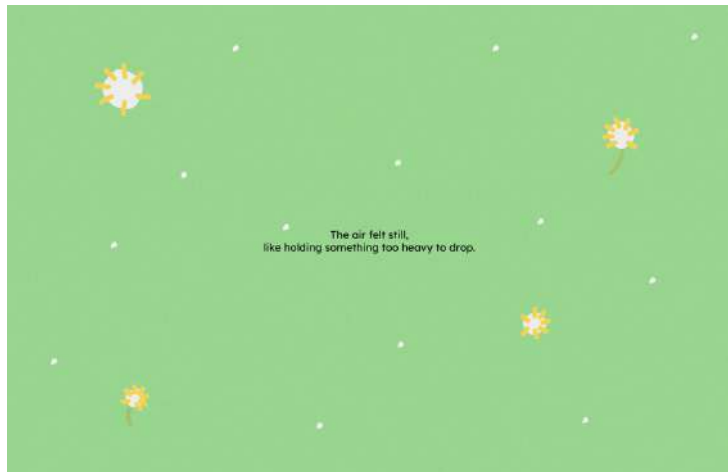 The air felt still,
like holding something too heavy to drop.